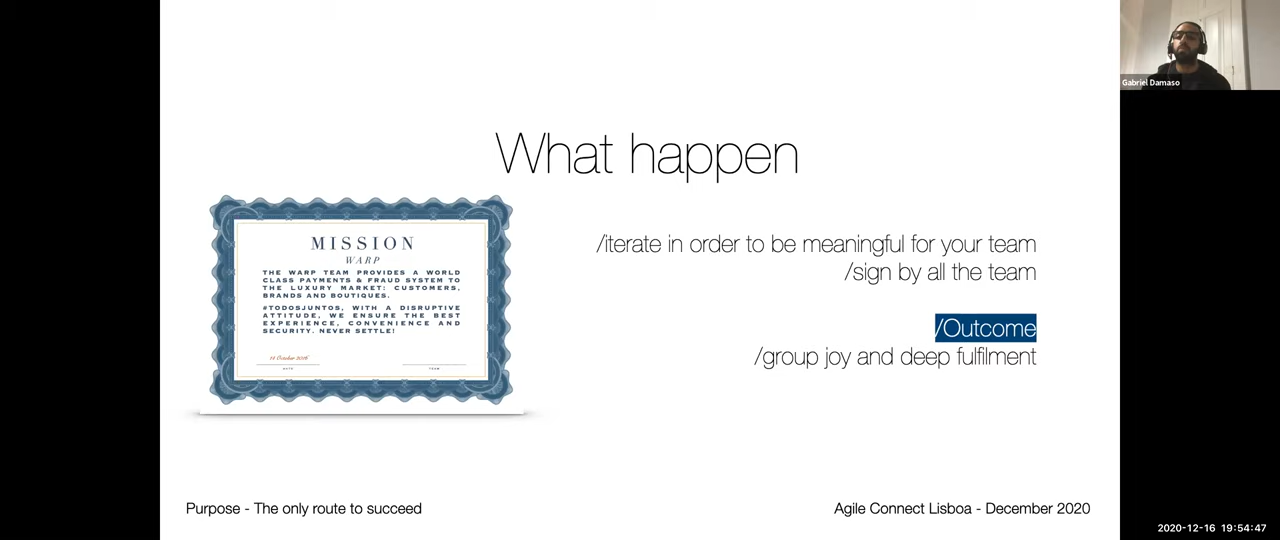 Gabriel Damaso
What happen
MISSION
WARP
THE WARP TEAM PROVIDES A WORLD
CLASS PAYMENTS & FRAUD SYSTEM TO
THE LUXURY MARKET: CUSTOMERS,
BRANDS AND BOUTIQUES.
#TODOSJUNTOS, WITH A DISRUPTIVE
ATTITUDE, WE ENSURE THE BEST
EXPERIENCE, CONVENIENCE AND
SECURITY. NEVER SETTLE!
DATE
TEAM
/iterate in order to be meaningful for your team
/sign by all the team
/Outcome
/group joy and deep fulfilment
Purpose - The only route to succeed
Agile Connect Lisboa - December 2020
2020-12-16 19:54:47